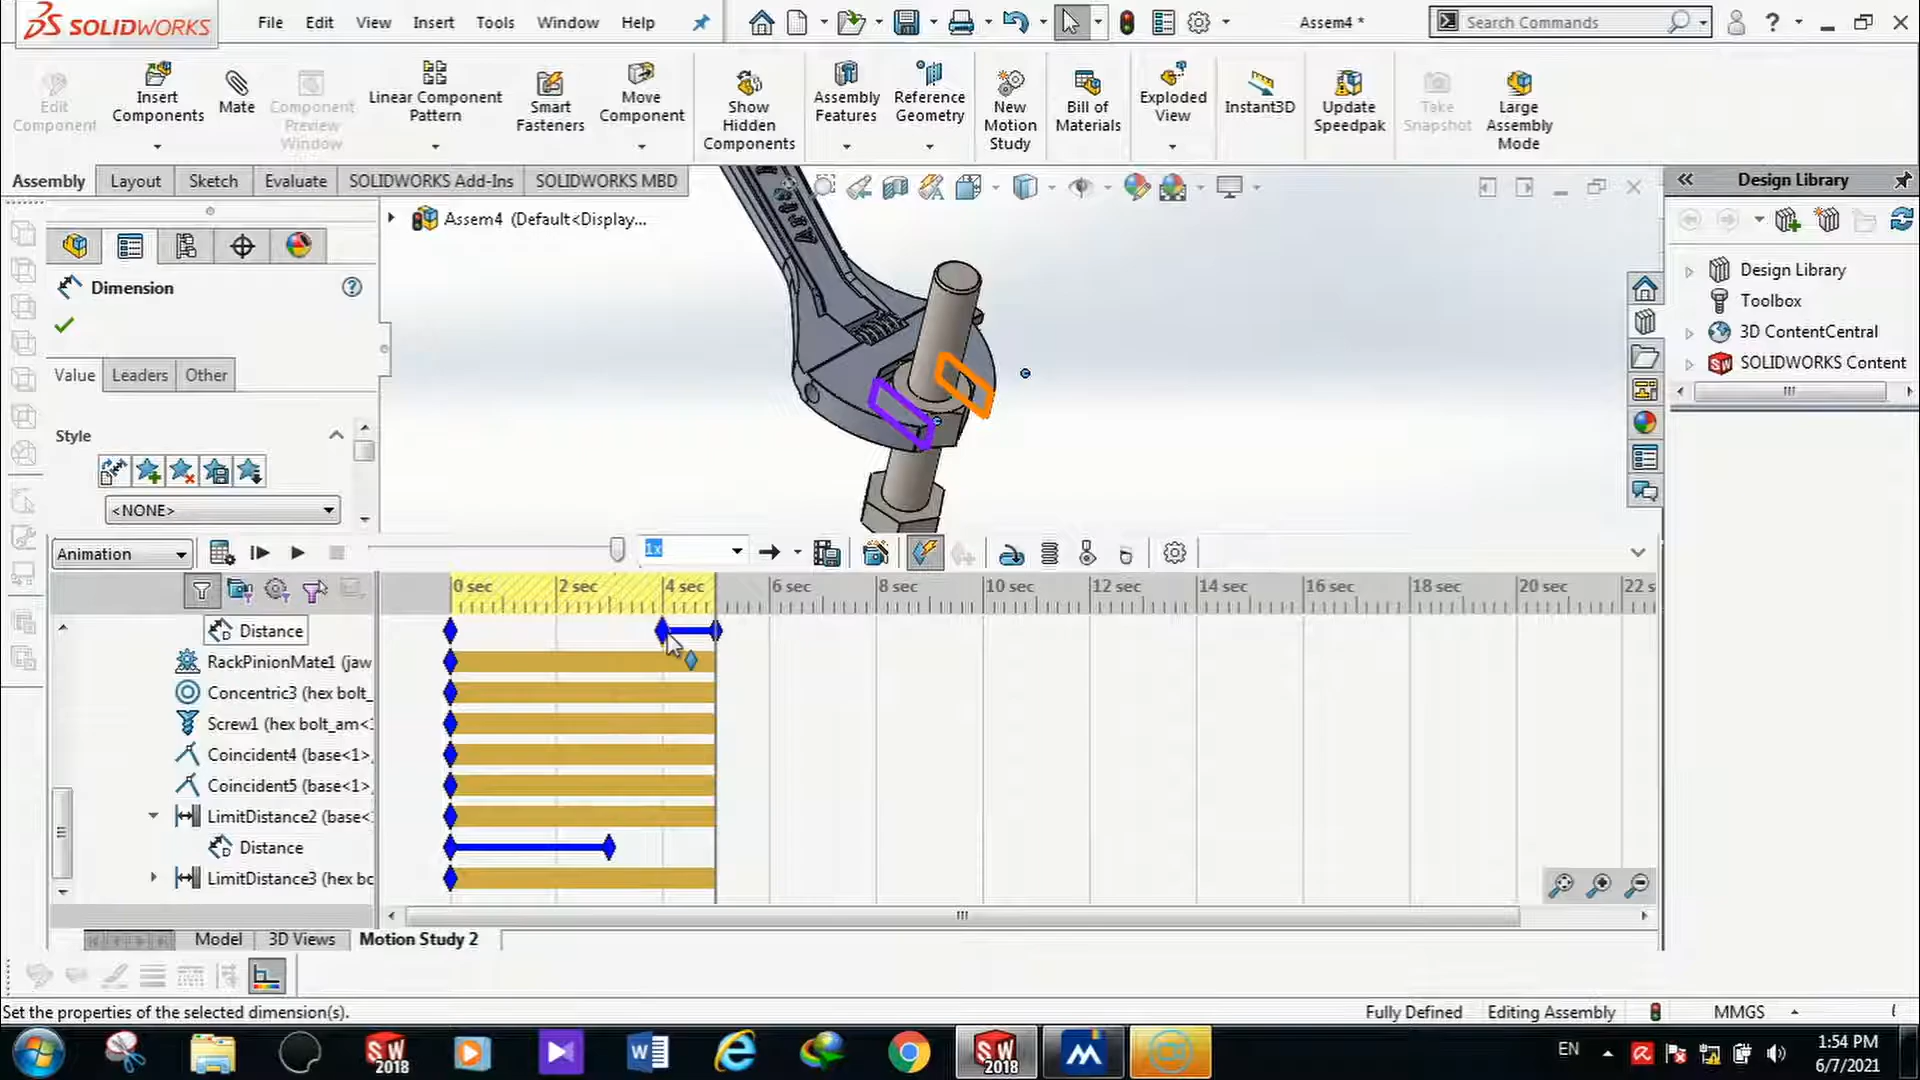 SOLIDWORKS File Edit View Insert Tools Window Help Assem4 * Search Commands ?
Edit Component
Insert Components
Mate
Component Preview Window
Linear Component Pattern
Smart Fasteners
Move Component
Show Hidden Components
Assembly Features
Reference Geometry
New Motion Study
Bill of Materials
Exploded View
Instant3D
Update Speedpak
Take Snapshot
Large Assembly Mode
Assembly Layout Sketch Evaluate SOLIDWORKS Add-Ins SOLIDWORKS MBD
Assem4 (Default<Display...
Design Library
Design Library
Toolbox
3D ContentCentral
SOLIDWORKS Content
Dimension
Value Leaders Other
Style
<NONE>
Animation 1x
0 sec 2 sec 4 sec 6 sec 8 sec 10 sec 12 sec 14 sec 16 sec 18 sec 20 sec 22 s
Distance
RackPinionMate1 (jaw
Concentric3 (hex bolt_
Screw1 (hex bolt_am<
Coincident4 (base<1>,
Coincident5 (base<1>,
LimitDistance2 (base<
Distance
LimitDistance3 (hex bc
Model 3D Views Motion Study 2
Set the properties of the selected dimension(s). Fully Defined Editing Assembly MMGS
SW 2018 SW 2018 EN 1:54 PM
6/7/2021